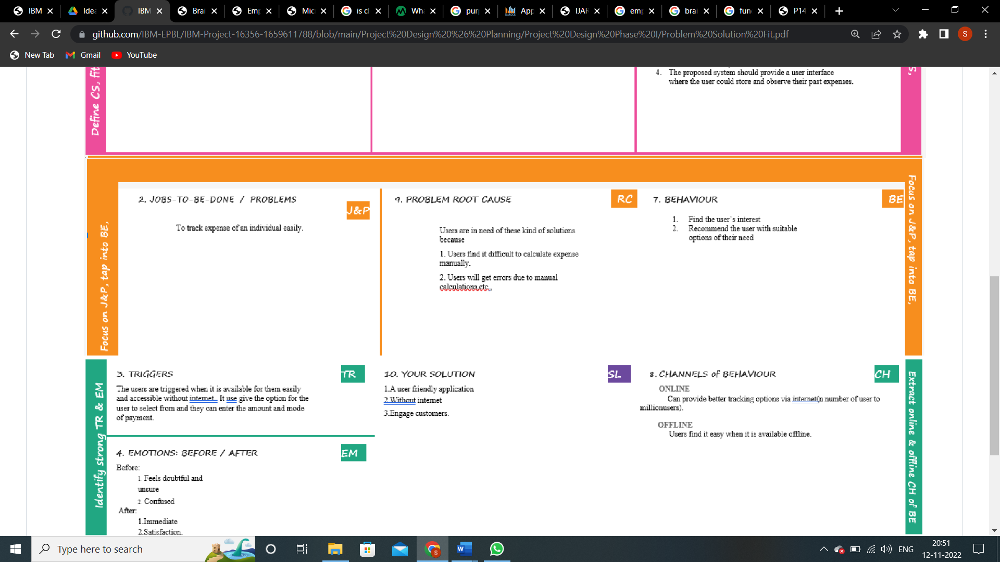 IBM
Idea
IBM
Brai
Emp
Mic
is cl
Wha
purp
App
IJAR
emp
brai
fund
P14
github.com/IBM-EPBL/IBM-Project-16356-1659611788/blob/main/Project%20Design%20%26%20Planning/Project%20Design%20Phase%20I/Problem%20Solution%20Fit.pdf
S
New Tab
Gmail
YouTube
Define CS, fit
4. The proposed system should provide a user interface
where the user could store and observe their past expenses.
S,
Focus on J&P, tap into BE,
2. JOBS-TO-BE-DONE / PROBLEMS
J&P
To track expense of an individual easily.
9. PROBLEM ROOT CAUSE
RC
Users are in need of these kind of solutions
because
1. Users find it difficult to calculate expense
manually.
2. Users will get errors due to manual
calculations,etc.,
7. BEHAVIOUR
BE
1. Find the user's interest
2. Recommend the user with suitable
options of their need
Focus on J&P, tap into BE,
Identify strong TR & EM
3. TRIGGERS
TR
The users are triggered when it is available for them easily
and accessible without internet. It use give the option for the
user to select from and they can enter the amount and mode
of payment.
4. EMOTIONS: BEFORE / AFTER
EM
Before:
1. Feels doubtful and
unsure
2. Confused
After:
1.Immediate
2.Satisfaction.
10. YOUR SOLUTION
SL
1.A user friendly application
2.Without internet
3.Engage customers.
8. CHANNELS of BEHAVIOUR
CH
ONLINE
Can provide better tracking options via internet(n number of user to
millionusers).
OFFLINE
Users find it easy when it is available offline.
Extract online & offline CH of BE
Type here to search
S
W
ENG
20:51
12-11-2022